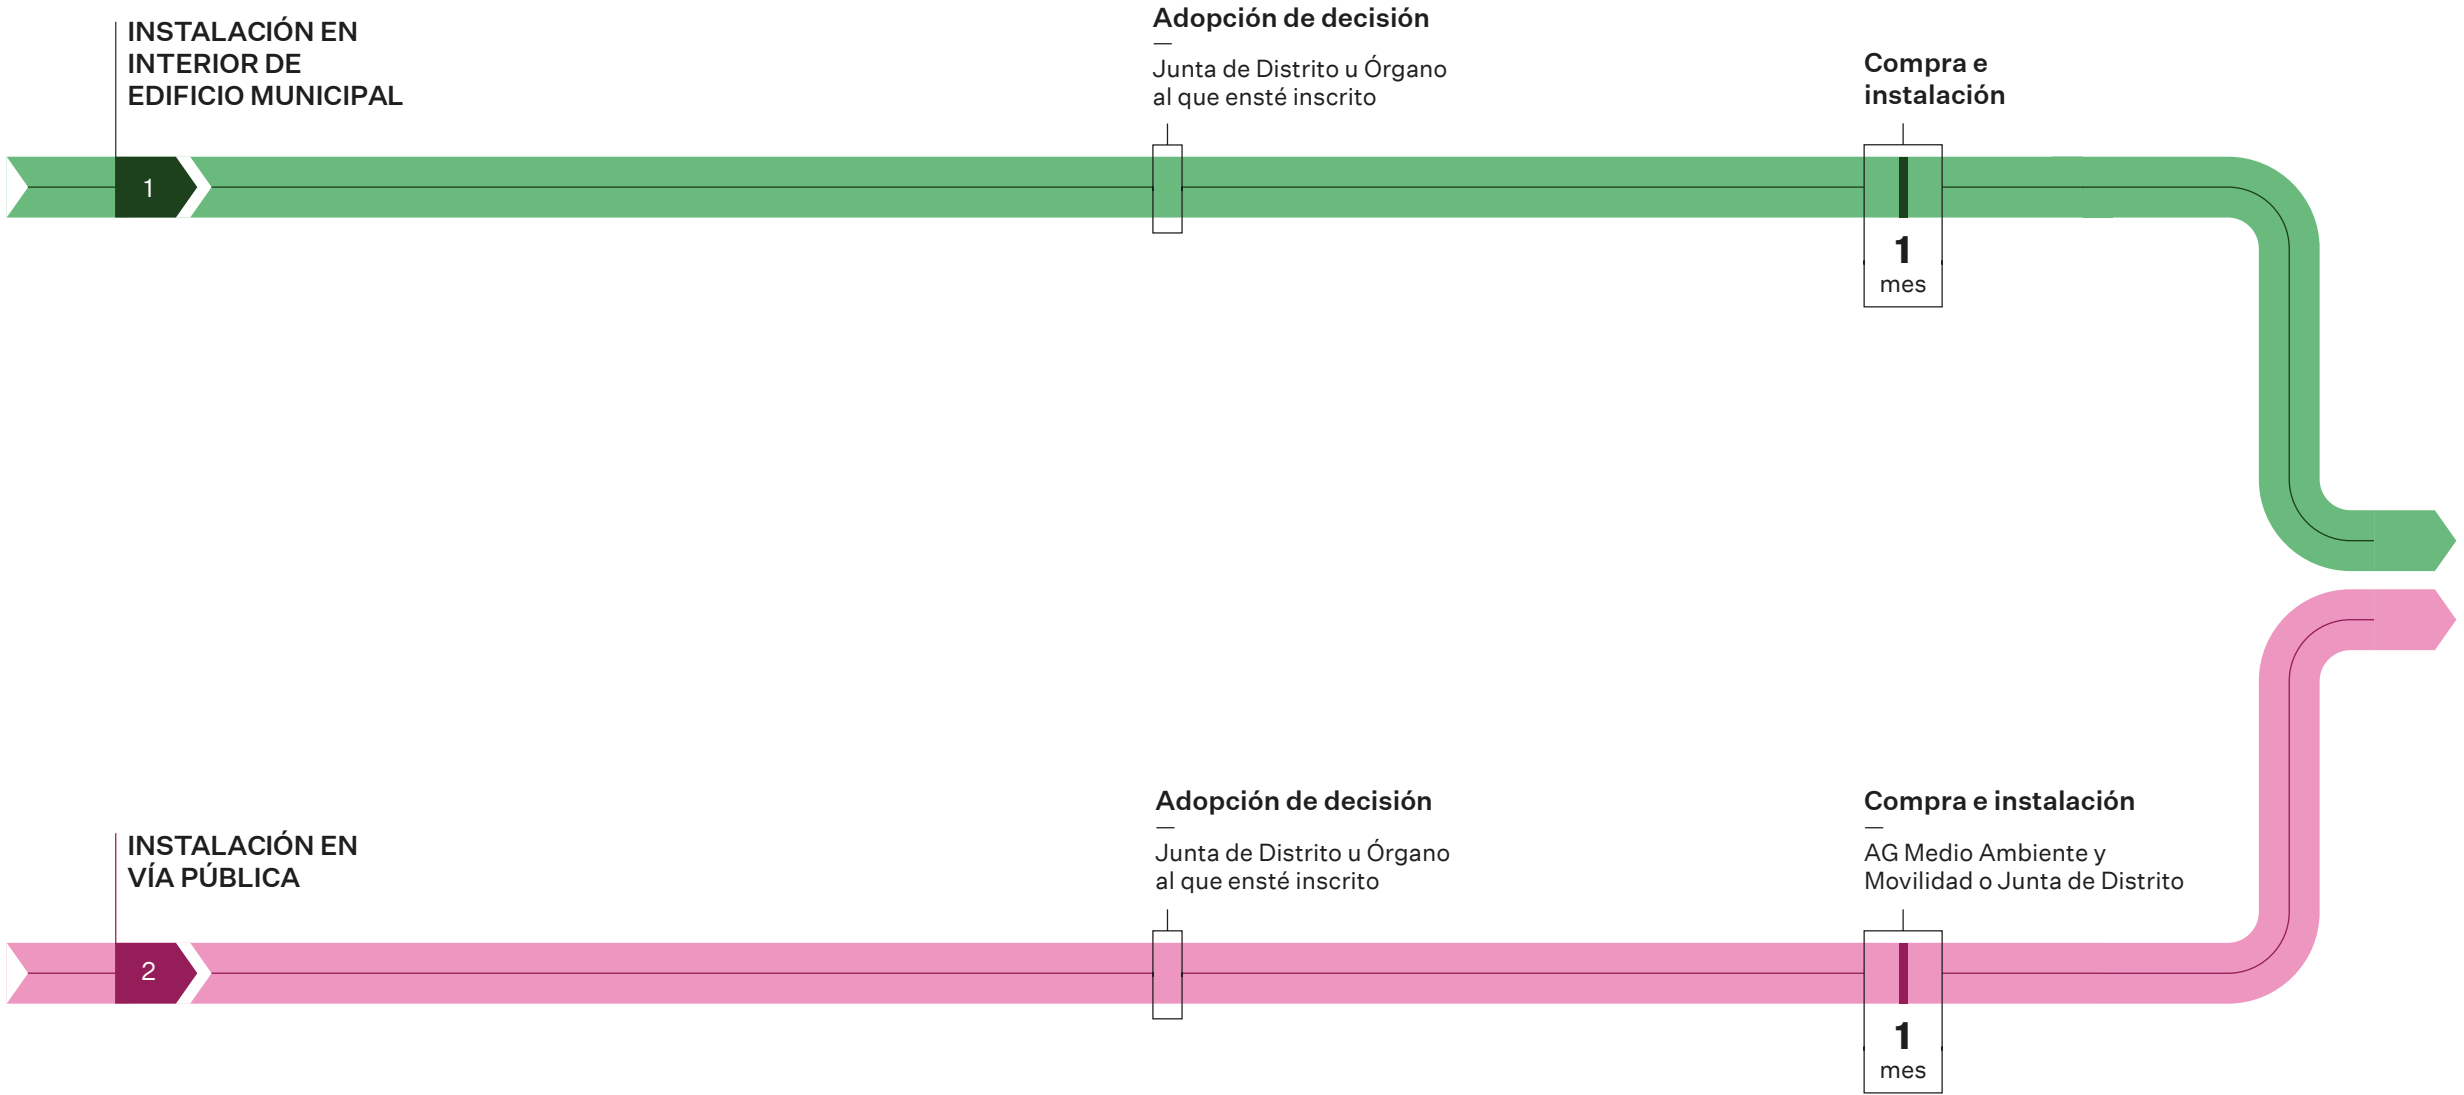 INSTALACIÓN EN
INTERIOR DE
EDIFICIO MUNICIPAL
Adopción de decisión
—
Junta de Distrito u Órgano
al que ensté inscrito
Compra e
instalación
1
1
mes
INSTALACIÓN EN
VÍA PÚBLICA
Adopción de decisión
—
Junta de Distrito u Órgano
al que ensté inscrito
Compra e instalación
—
AG Medio Ambiente y
Movilidad o Junta de Distrito
2
1
mes